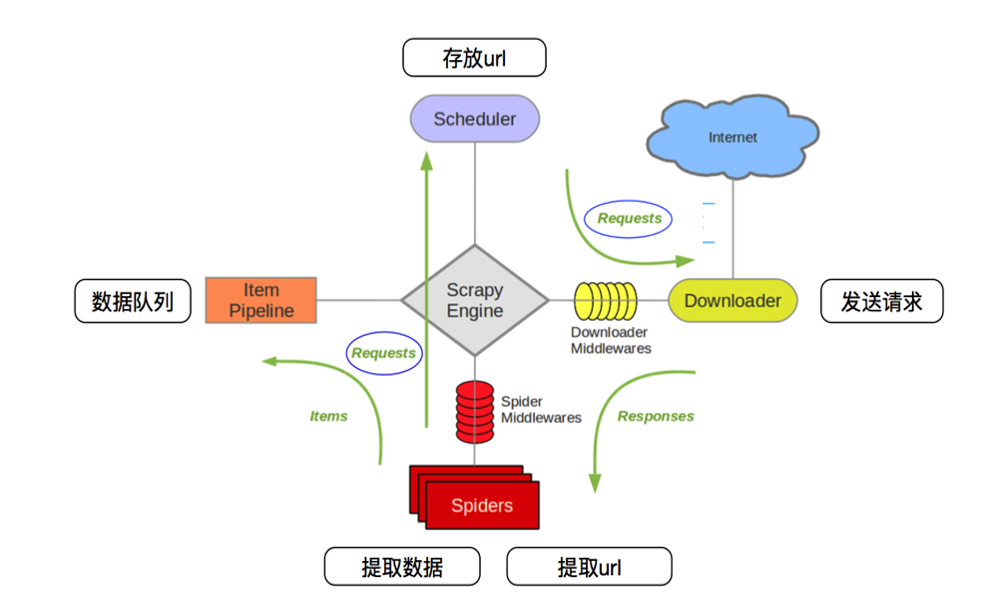 存放url
Scheduler
Internet
Requests
数据队列
Item
Pipeline
Scrapy
Engine
Downloader
发送请求
Downloader
Middlewares
Requests
Items
Spider
Middlewares
Responses
Spiders
提取数据
提取url